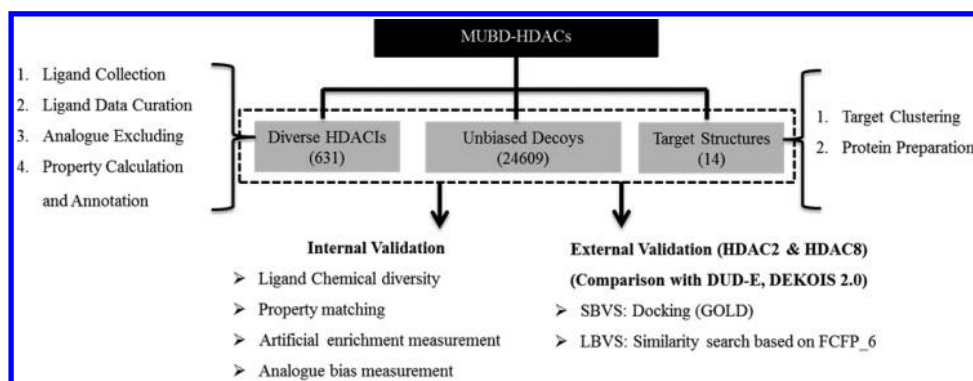 MUBD-HDACs
1. Ligand Collection
2. Ligand Data Curation
3. Analogue Excluding
4. Property Calculation
and Annotation
Diverse HDACIs
(631)
Unbiased Decoys
(24609)
Target Structures
(14)
1. Target Clustering
2. Protein Preparation
Internal Validation
➢ Ligand Chemical diversity
➢ Property matching
➢ Artificial enrichment measurement
➢ Analogue bias measurement
External Validation (HDAC2 & HDAC8)
(Comparison with DUD-E, DEKOIS 2.0)
➢ SBVS: Docking (GOLD)
➢ LBVS: Similarity search based on FCFP_6